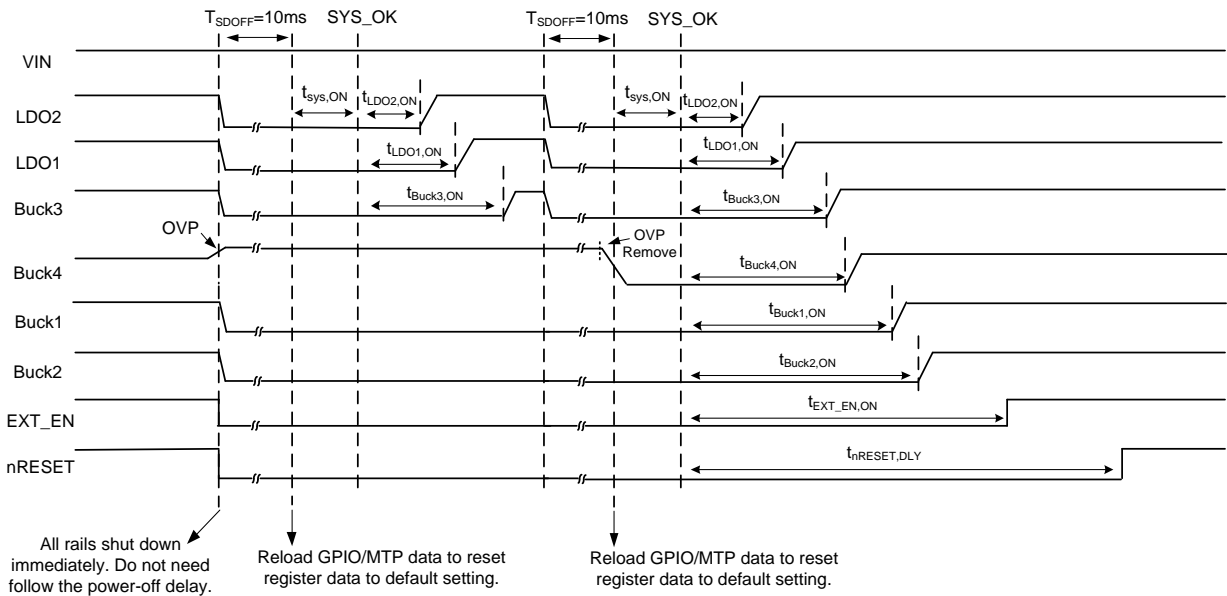 TSDOFF=10ms SYS_OK TSDOFF=10ms SYS_OK
VIN
tsys,ON tLDO2,ON tsys,ON tLDO2,ON
LDO2
tLDO1,ON tLDO1,ON
LDO1
tBuck3,ON tBuck3,ON
Buck3
OVP
OVP
Remove
Buck4
tBuck4,ON
tBuck1,ON
Buck1
tBuck2,ON
Buck2
tEXT_EN,ON
EXT_EN
tnRESET,DLY
nRESET
All rails shut down
immediately. Do not need
follow the power-off delay.
Reload GPIO/MTP data to reset
register data to default setting.
Reload GPIO/MTP data to reset
register data to default setting.